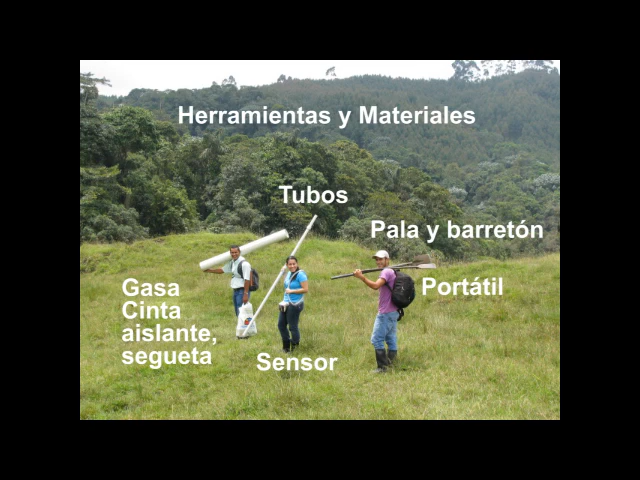 Herramientas y Materiales
Tubos
Pala y barretón
Gasa
Cinta
aislante,
segueta
Portátil
Sensor